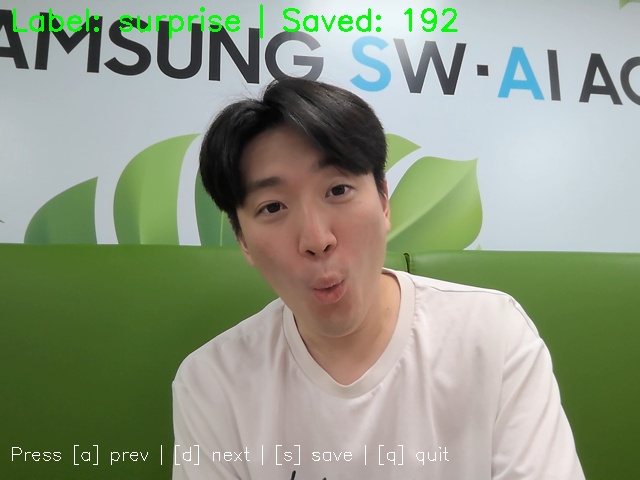 Label: surprise | Saved: 192
AMSUNG SW·AI AC
Press [a] prev | [d] next | [s] save | [q] quit